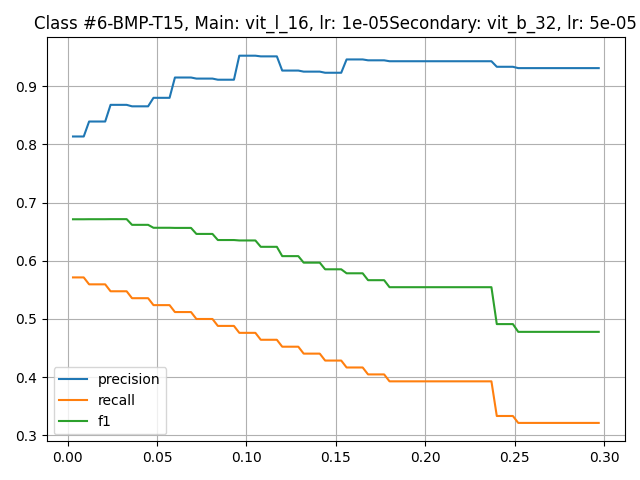 Class #6-BMP-T15, Main: vit_l_16, lr: 1e-05Secondary: vit_b_32, lr: 5e-05
0.9
0.8
0.7
0.6
0.5
0.4
0.3
precision
recall
f1
0.00 0.05 0.10 0.15 0.20 0.25 0.30